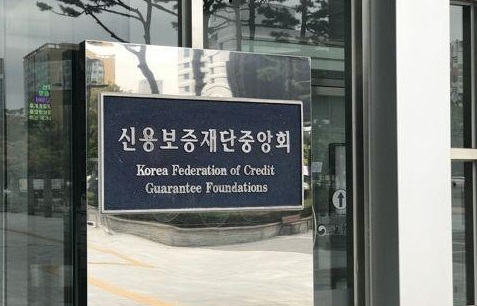 신용보증재단중앙회
Korea Federation of Credit
Guarantee Foundations